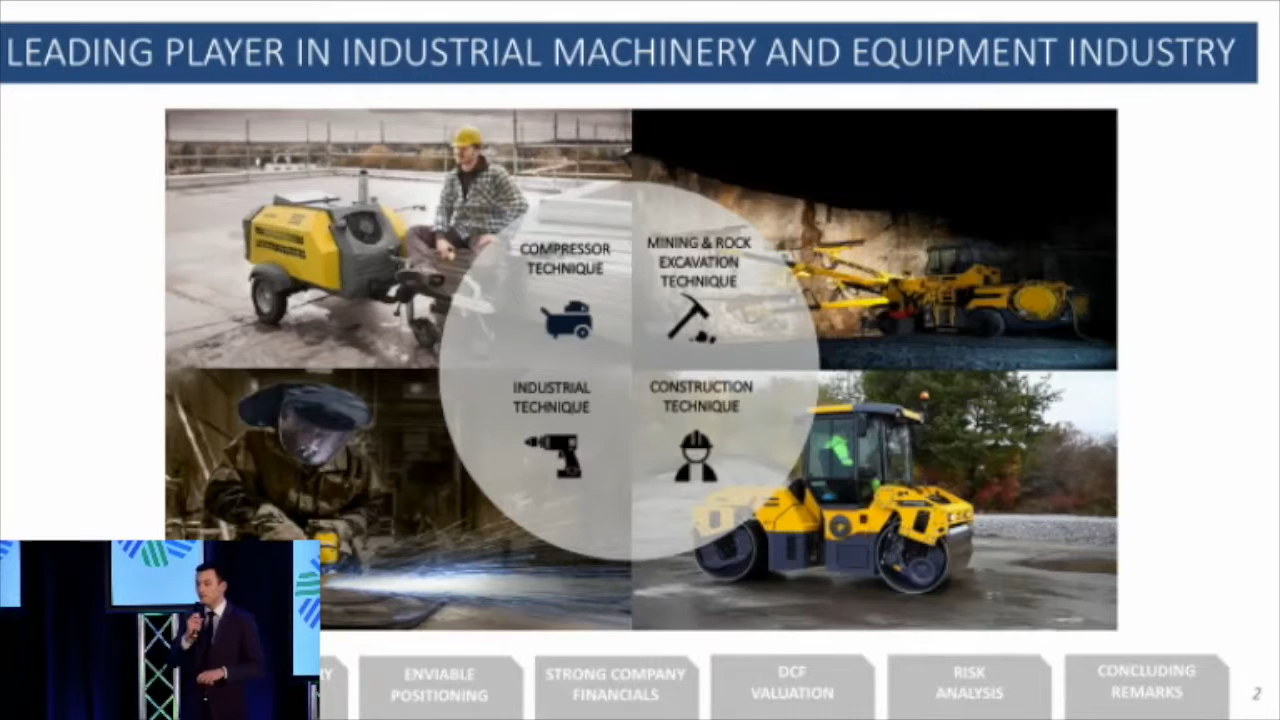 LEADING PLAYER IN INDUSTRIAL MACHINERY AND EQUIPMENT INDUSTRY
COMPRESSOR
TECHNIQUE
MINING & ROCK
EXCAVATION
TECHNIQUE
INDUSTRIAL
TECHNIQUE
CONSTRUCTION
TECHNIQUE
ENVIABLE
POSITIONING
STRONG COMPANY
FINANCIALS
DCF
VALUATION
RISK
ANALYSIS
CONCLUDING
REMARKS
2